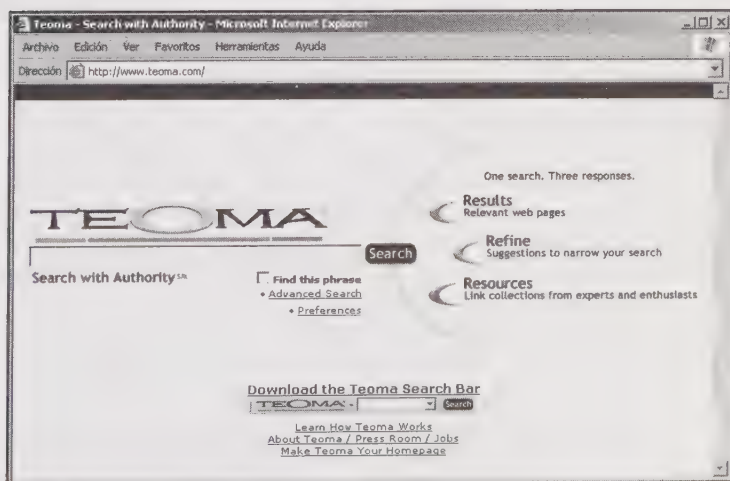 Teoma - Search with Authority - Microsoft Internet Explorer
Archivo Edición Ver Favoritos Herramientas Ayuda
Dirección http://www.teoma.com/
One search. Three responses.
Results
Relevant web pages
Refine
Suggestions to narrow your search
Resources
Link collections from experts and enthusiasts
TEOMA
Search
Search with Authority SM
Find this phrase
• Advanced Search
• Preferences
Download the Teoma Search Bar
TEOMA Search
Learn How Teoma Works
About Teoma / Press Room / Jobs
Make Teoma Your Homepage